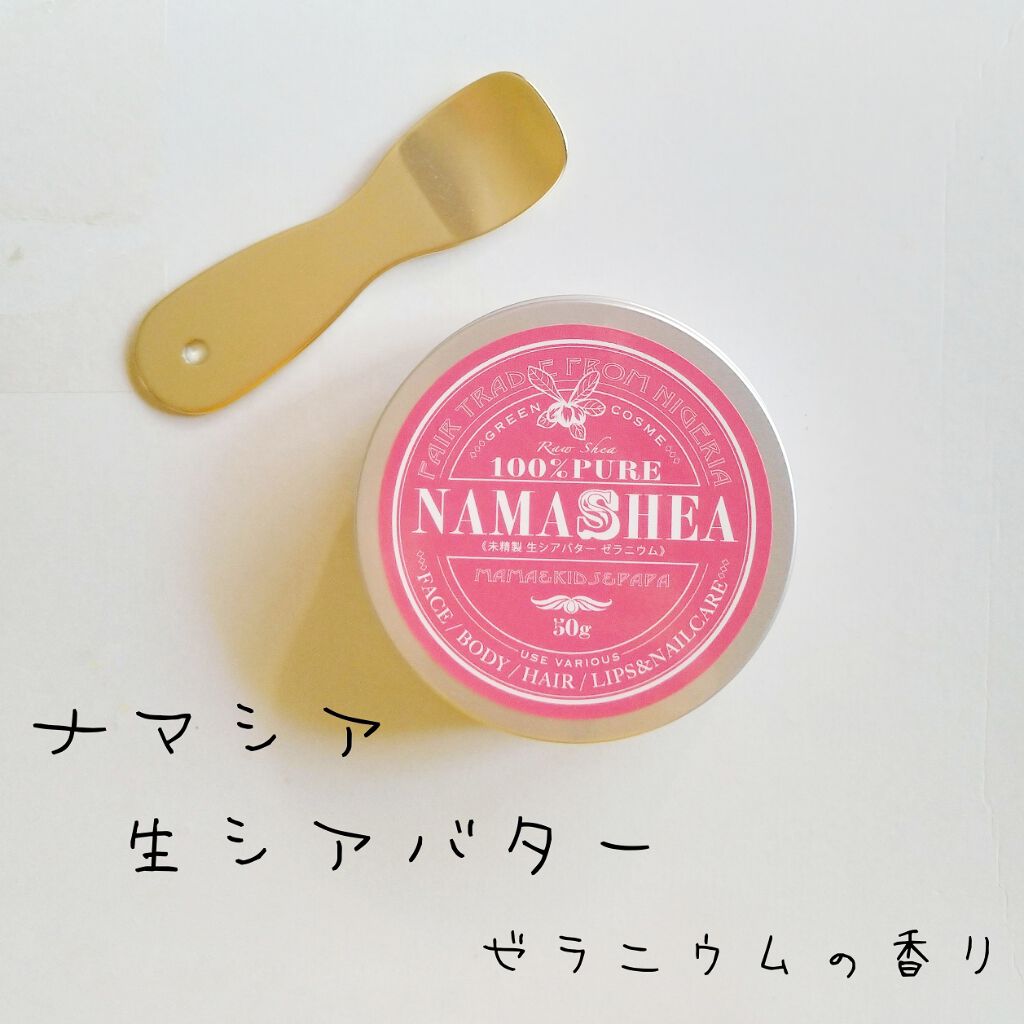 FAIR TRADE FROM NIGERIA
GREEN COSME
Raw Shea
100%PURE
NAMASHEA
《未精製 生シアバター ゼラニウム》
MAMA&KIDS&PAPA
50g
USE VARIOUS
FACE / BODY / HAIR / LIPS&NAILCARE
ナマシア
生シアバター
ゼラニウムの香り